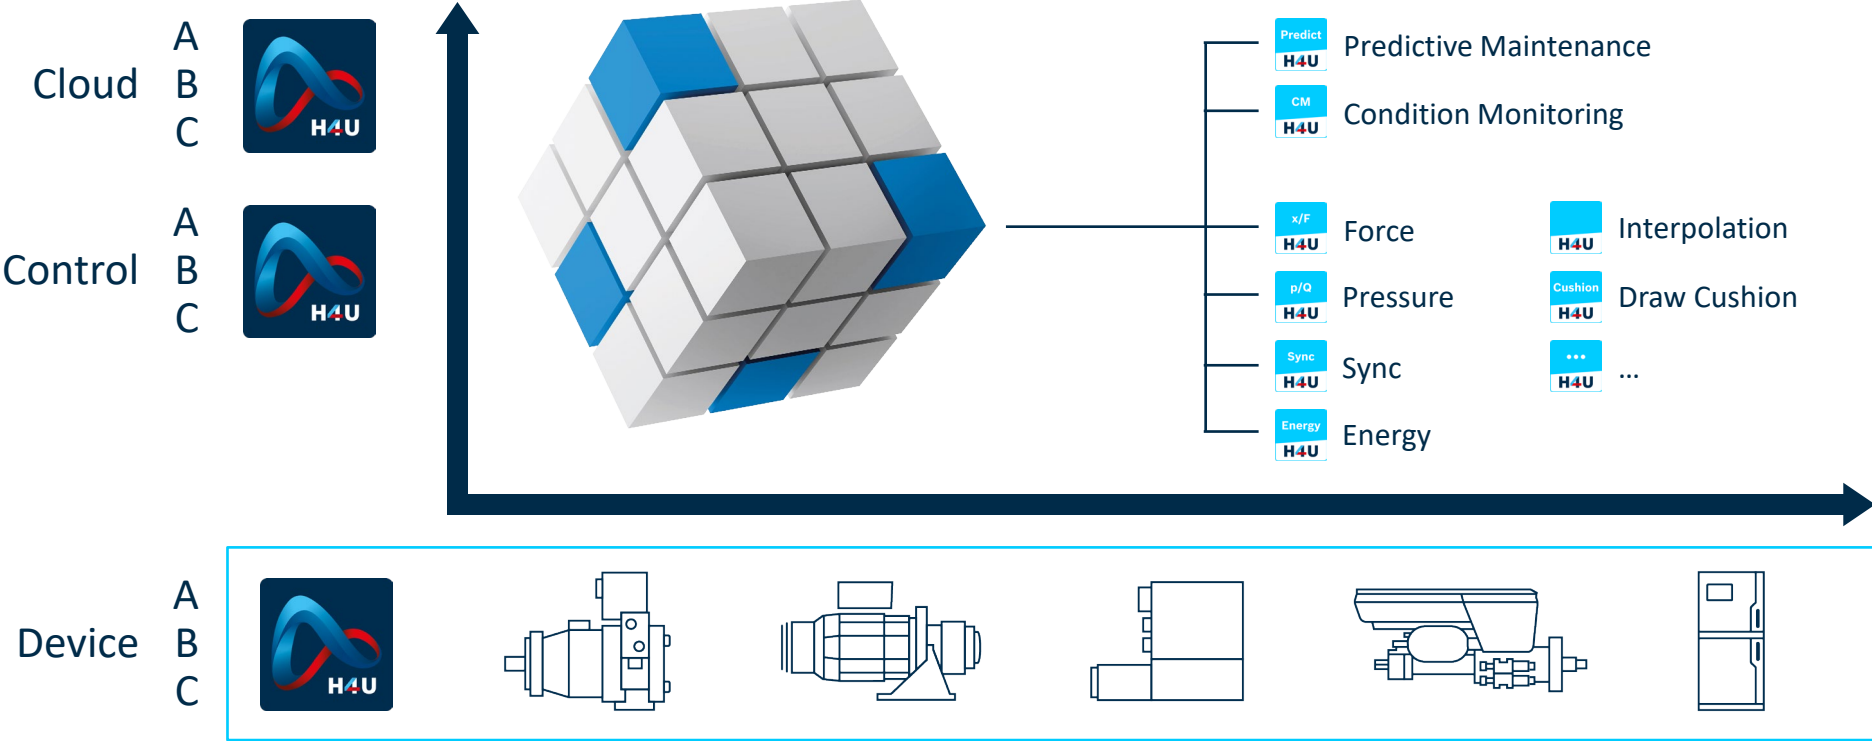 A
Cloud B
C
H4U
Predict
H4U
Predictive Maintenance
CM
H4U
Condition Monitoring
A
Control B
C
H4U
x/F
H4U
Force
H4U
Interpolation
p/Q
H4U
Pressure
Cushion
H4U
Draw Cushion
Sync
H4U
Sync
•••
H4U
...
Energy
H4U
Energy
A
Device B
C
H4U